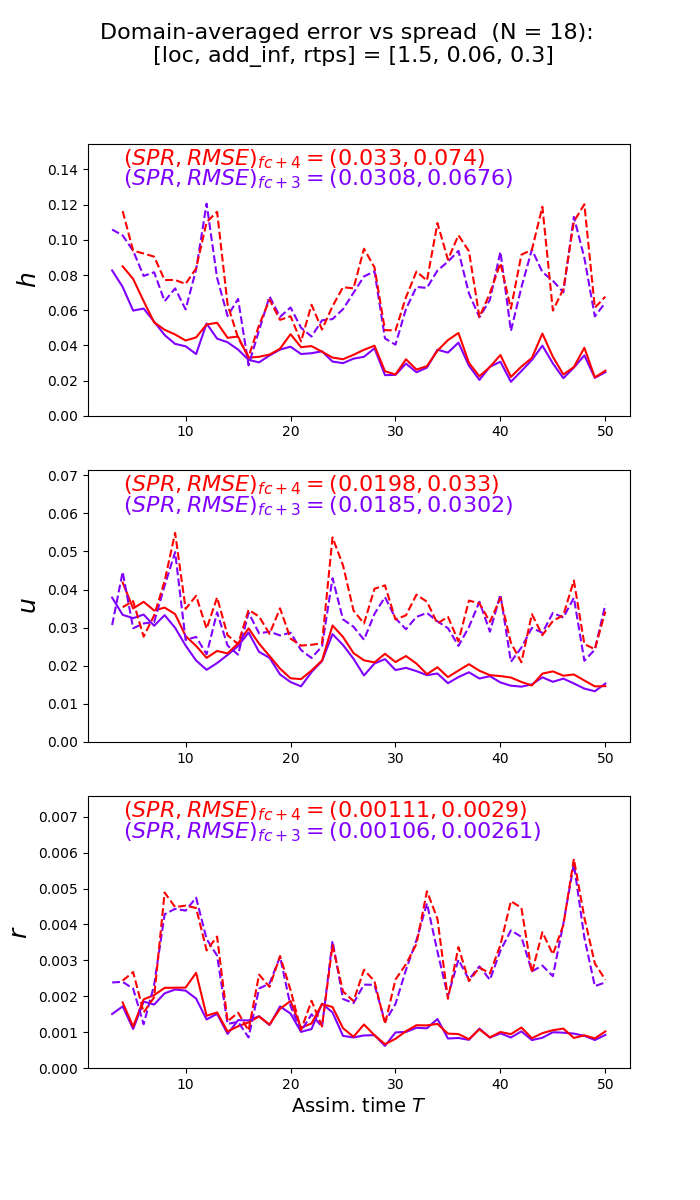 Domain-averaged error vs spread (N = 18):
[loc, add_inf, rtps] = [1.5, 0.06, 0.3]
(SPR, RMSE)fc+4 = (0.033, 0.074)
(SPR, RMSE)fc+3 = (0.0308, 0.0676)
0.14
0.12
0.10
0.08
0.06
0.04
0.02
0.00
h
10 20 30 40 50
(SPR, RMSE)fc+4 = (0.0198, 0.033)
(SPR, RMSE)fc+3 = (0.0185, 0.0302)
0.07
0.06
0.05
0.04
0.03
0.02
0.01
0.00
u
10 20 30 40 50
(SPR, RMSE)fc+4 = (0.00111, 0.0029)
(SPR, RMSE)fc+3 = (0.00106, 0.00261)
0.007
0.006
0.005
0.004
0.003
0.002
0.001
0.000
r
10 20 30 40 50
Assim. time T